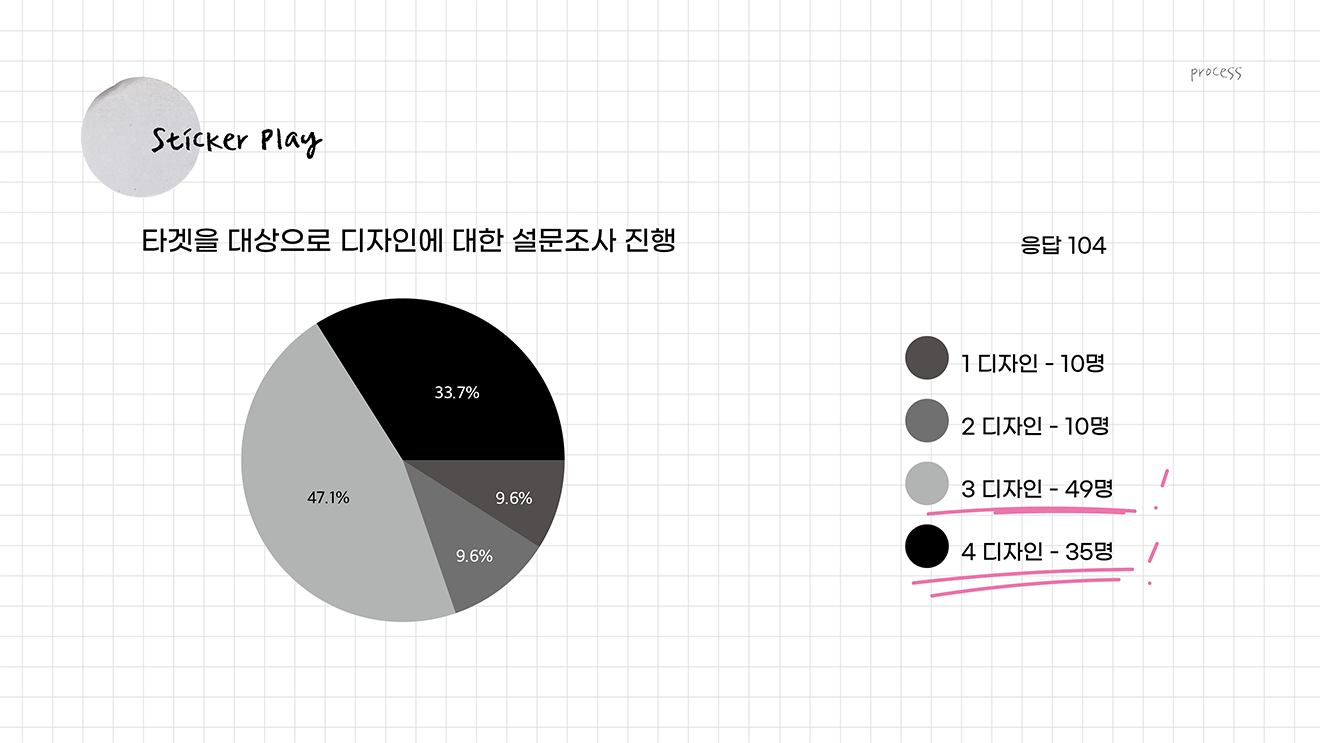 process
Sticker Play
타겟을 대상으로 디자인에 대한 설문조사 진행
응답 104
33.7%
47.1%
9.6%
9.6%
1 디자인 - 10명
2 디자인 - 10명
3 디자인 - 49명
4 디자인 - 35명